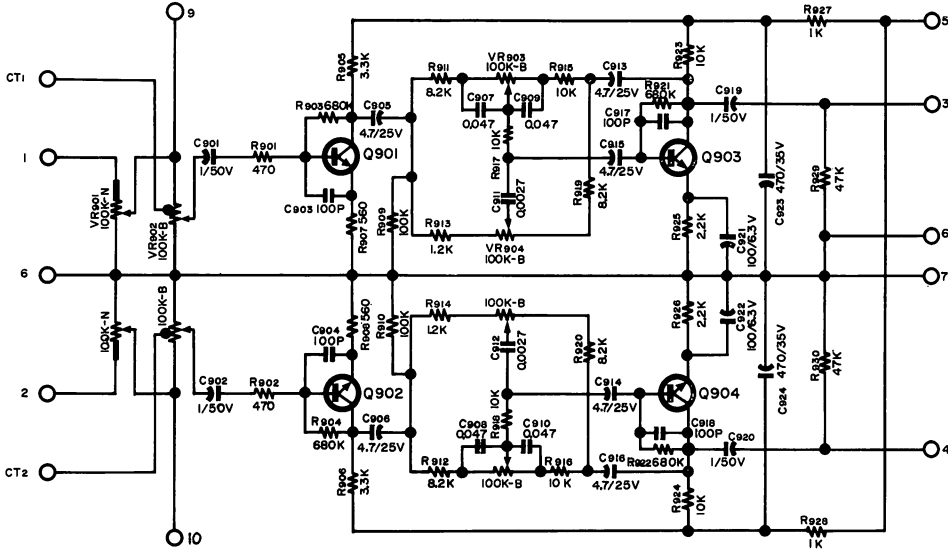 9
R927
1K
5
CT1
R905
3.3K
R911
8.2K
VR903
100K-B
R915
10K
C913
4.7/25V
R923
10K
R921
680K
C907
0.047
C909
0.047
C917
100P
C919
1/50V
3
R903 680K
C905
4.7/25V
R917
10K
C901
1/50V
R901
470
Q901
C915
4.7/25V
Q903
1
C923
470/35V
R929
47K
C903 100P
R907 560
R909
100K
C911
0.0027
R919
8.2K
VR901
100K-N
VR902
100K-B
R913
1.2K
VR904
100K-B
R925
2.2K
C921
100/6.3V
6
6
7
100K-N
100K-B
C904
100P
R908 560
R910
100K
R914
12K
100K-B
C912
0.0027
R920
8.2K
R926
2.2K
C922
100/6.3V
C924
470/35V
R930
47K
2
C902
1/50V
R902
470
Q902
C914
4.7/25V
Q904
R904
680K
C906
4.7/25V
R918 10K
C908
0.047
C910
0.047
C918
100P
C920
1/50V
4
CT2
R906
3.3K
R912
8.2K
100K-B
R916
10K
C916
4.7/25V
R922 680K
R924
10K
R928
1K
10